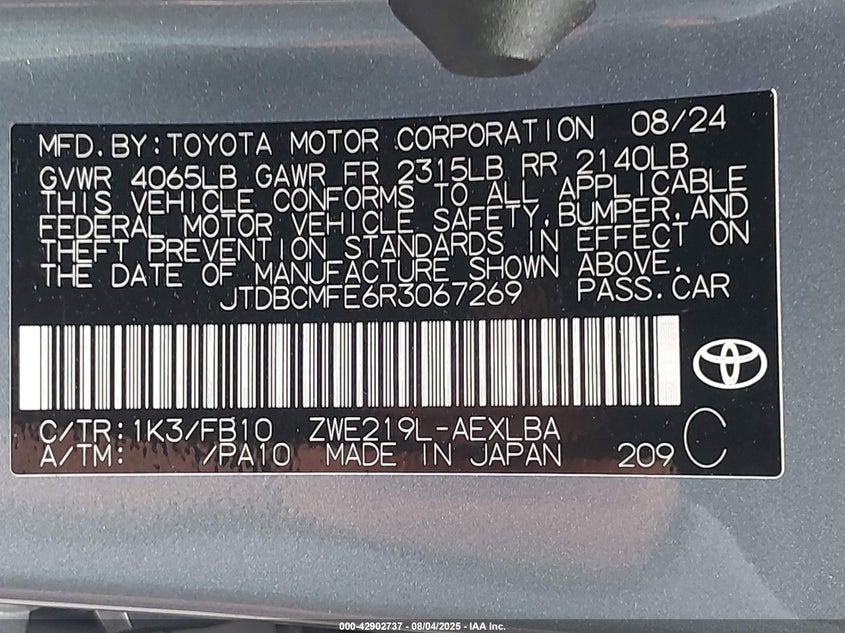 MFD.BY:TOYOTA MOTOR CORPORATION 08/24
GVWR 4065LB GAWR FR 2315LB RR 2140LB
THIS VEHICLE CONFORMS TO ALL APPLICABLE
FEDERAL MOTOR VEHICLE SAFETY,BUMPER,AND
THEFT PREVENTION STANDARDS IN EFFECT ON
THE DATE OF MANUFACTURE SHOWN ABOVE.
JTDBCMFE6R3067269 PASS.CAR
C/TR:1K3/FB10 ZWE219L-AEXLBA C
A/TM: /PA10 MADE IN JAPAN 209
000-42902737 - 08/04/2025 - IAA Inc.